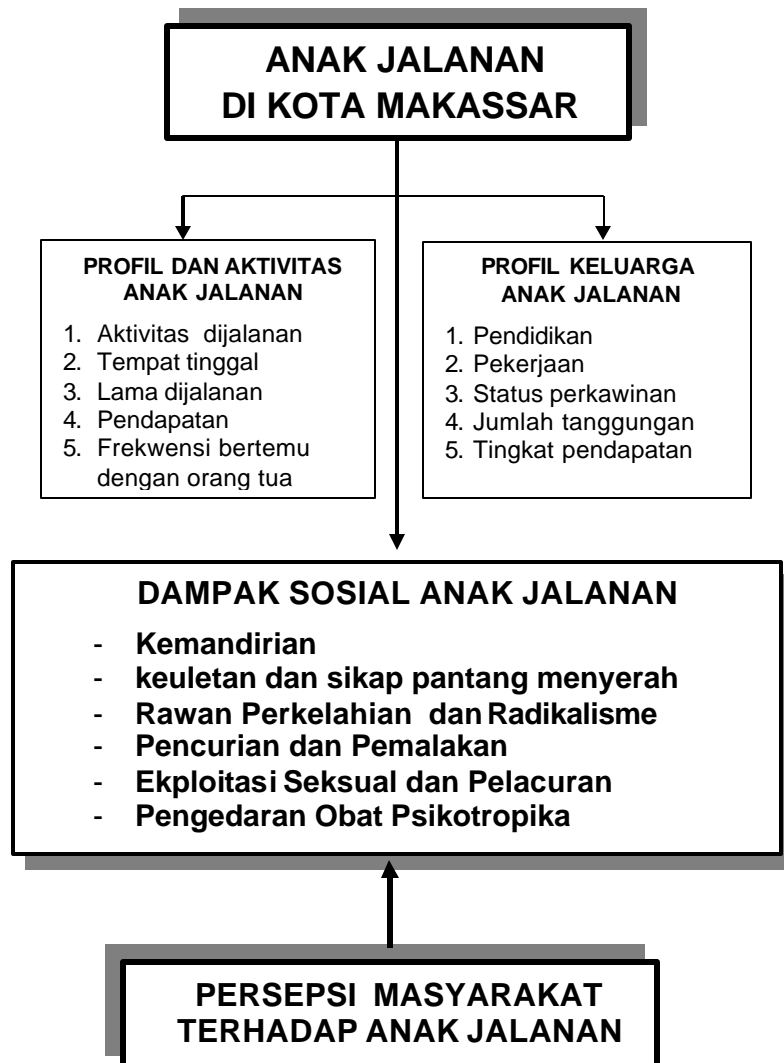 ANAK JALANAN
DI KOTA MAKASSAR
PROFIL DAN AKTIVITAS
ANAK JALANAN
1. Aktivitas dijalanan
2. Tempat tinggal
3. Lama dijalanan
4. Pendapatan
5. Frekwensi bertemu
dengan orang tua
PROFIL KELUARGA
ANAK JALANAN
1. Pendidikan
2. Pekerjaan
3. Status perkawinan
4. Jumlah tanggungan
5. Tingkat pendapatan
DAMPAK SOSIAL ANAK JALANAN
- Kemandirian
- keuletan dan sikap pantang menyerah
- Rawan Perkelahian dan Radikalisme
- Pencurian dan Pemalakan
- Ekploitasi Seksual dan Pelacuran
- Pengedaran Obat Psikotropika
PERSEPSI MASYARAKAT
TERHADAP ANAK JALANAN